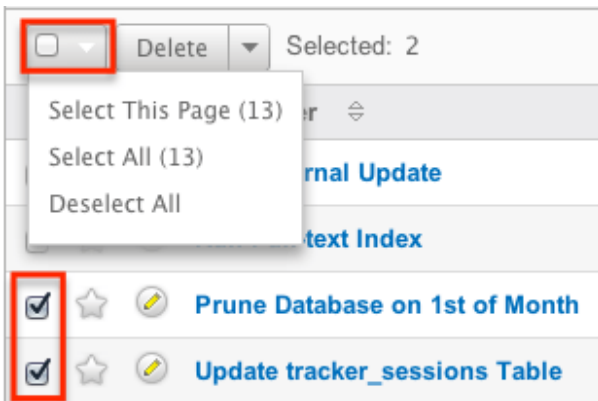 Delete
Selected: 2
Select This Page (13)
Select All (13)
Deselect All
Update
text Index
Prune Database on 1st of Month
Update tracker_sessions Table